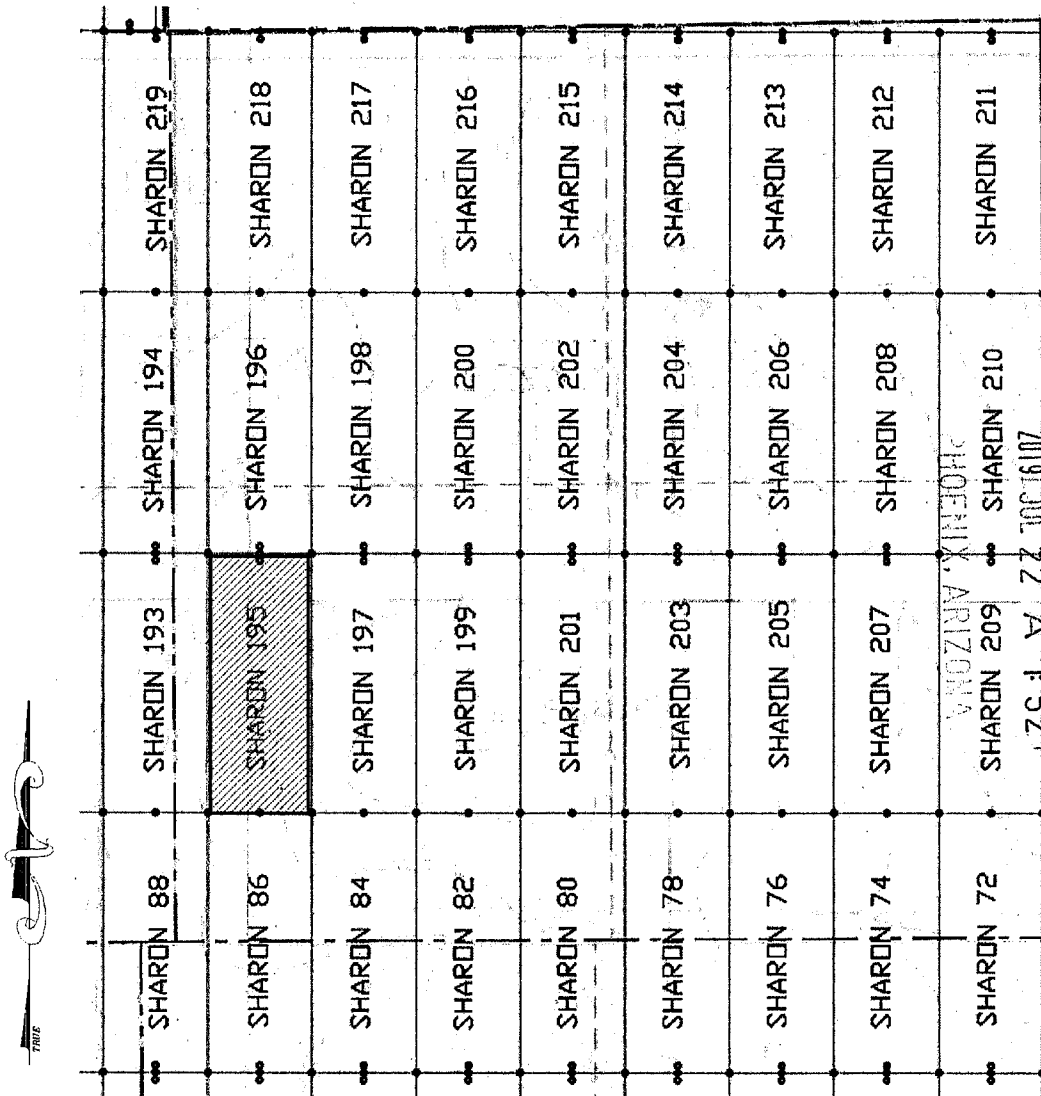 SHARON 219
SHARON 218
SHARON 217
SHARON 216
SHARON 215
SHARON 214
SHARON 213
SHARON 212
SHARON 211
SHARON 194
SHARON 196
SHARON 198
SHARON 200
SHARON 202
SHARON 204
SHARON 206
SHARON 208
SHARON 210
SHARON 193
SHARON 195
SHARON 197
SHARON 199
SHARON 201
SHARON 203
SHARON 205
SHARON 207
SHARON 209
SHARON 88
SHARON 86
SHARON 84
SHARON 82
SHARON 80
SHARON 78
SHARON 76
SHARON 74
SHARON 72
JUL 22 A
PHOENIX, ARIZONA
TRUE